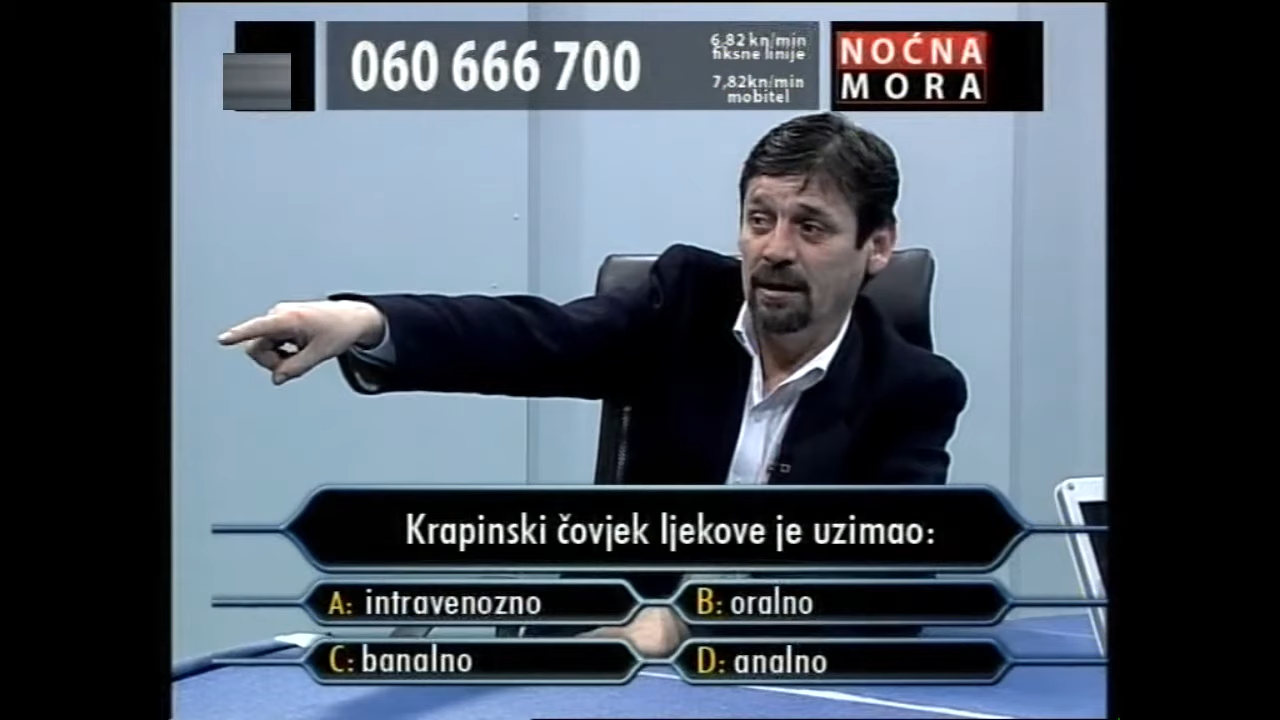 060 666 700
6,82 kn/min
fiksne linije
7,82kn/min
mobitel
NOĆNA
MORA
Krapinski čovjek ljekove je uzimao:
A: intravenozno
B: oralno
C: banalno
D: analno